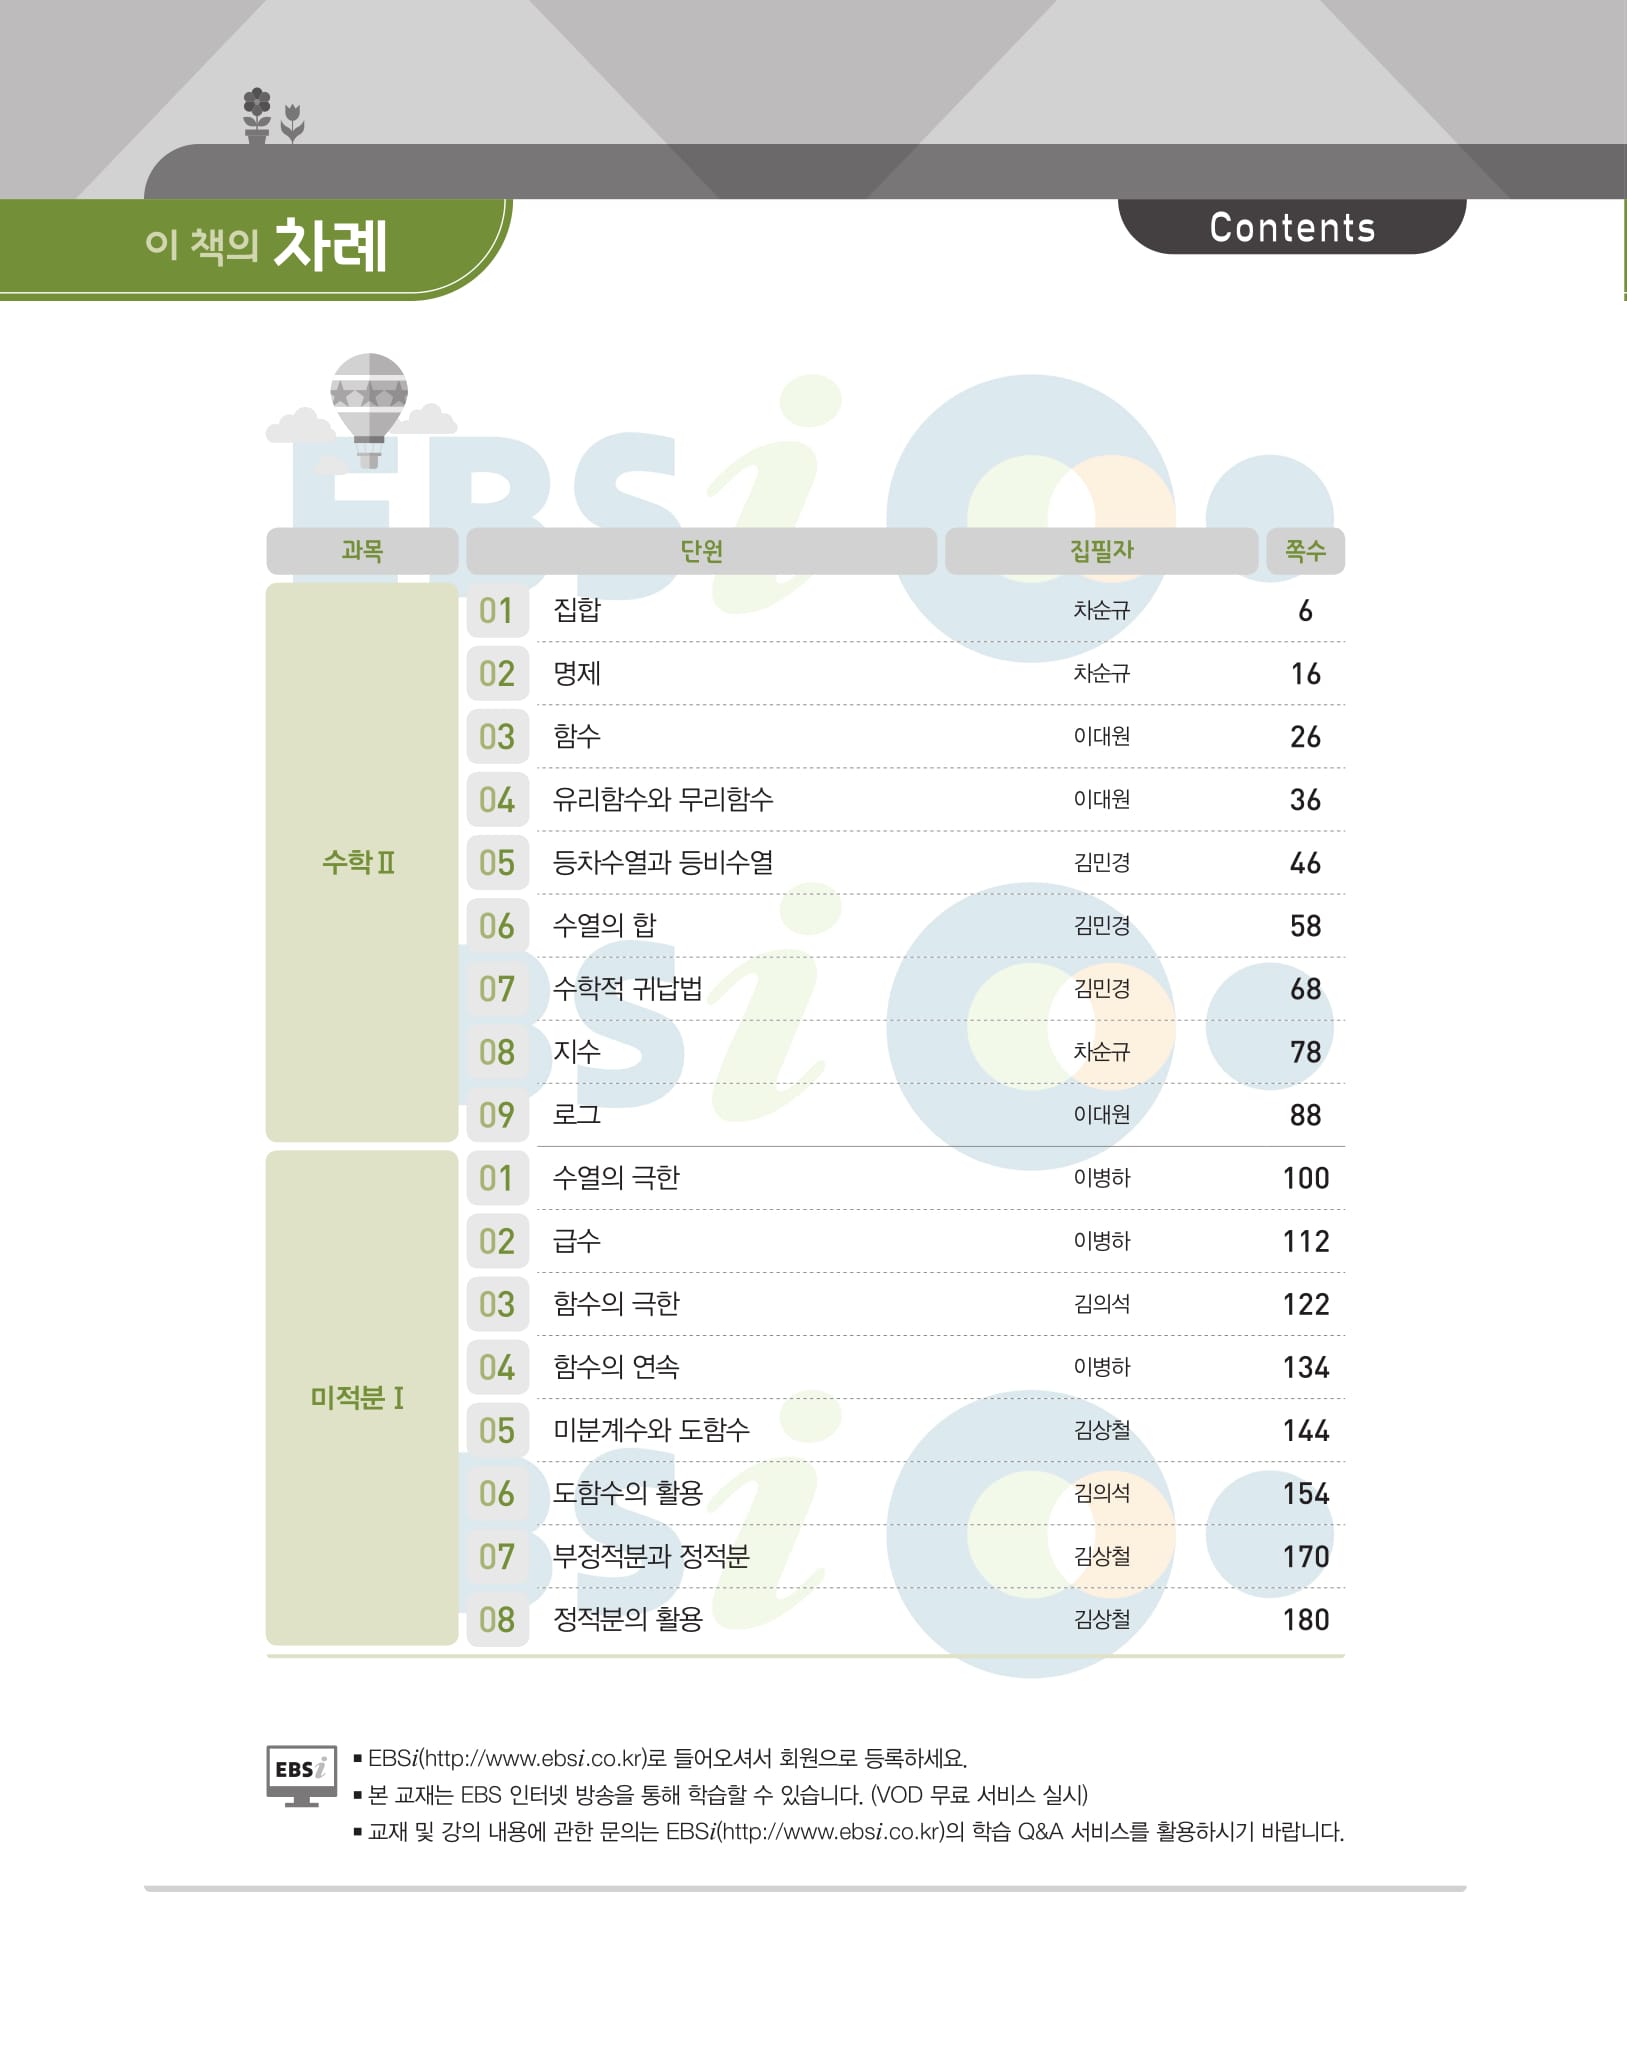 이 책의 차례
Contents
과목 단원 집필자 쪽수
수학Ⅱ
01 집합 차순규 6
02 명제 차순규 16
03 함수 이대원 26
04 유리함수와 무리함수 이대원 36
05 등차수열과 등비수열 김민경 46
06 수열의 합 김민경 58
07 수학적 귀납법 김민경 68
08 지수 차순규 78
09 로그 이대원 88
미적분Ⅰ
01 수열의 극한 이병하 100
02 급수 이병하 112
03 함수의 극한 김의석 122
04 함수의 연속 이병하 134
05 미분계수와 도함수 김상철 144
06 도함수의 활용 김의석 154
07 부정적분과 정적분 김상철 170
08 정적분의 활용 김상철 180
EBSi
EBSi
EBSi
EBSi
■ EBSi(http://www.ebsi.co.kr)로 들어오셔서 회원으로 등록하세요.
■ 본 교재는 EBS 인터넷 방송을 통해 학습할 수 있습니다. (VOD 무료 서비스 실시)
■ 교재 및 강의 내용에 관한 문의는 EBSi(http://www.ebsi.co.kr)의 학습 Q&A 서비스를 활용하시기 바랍니다.